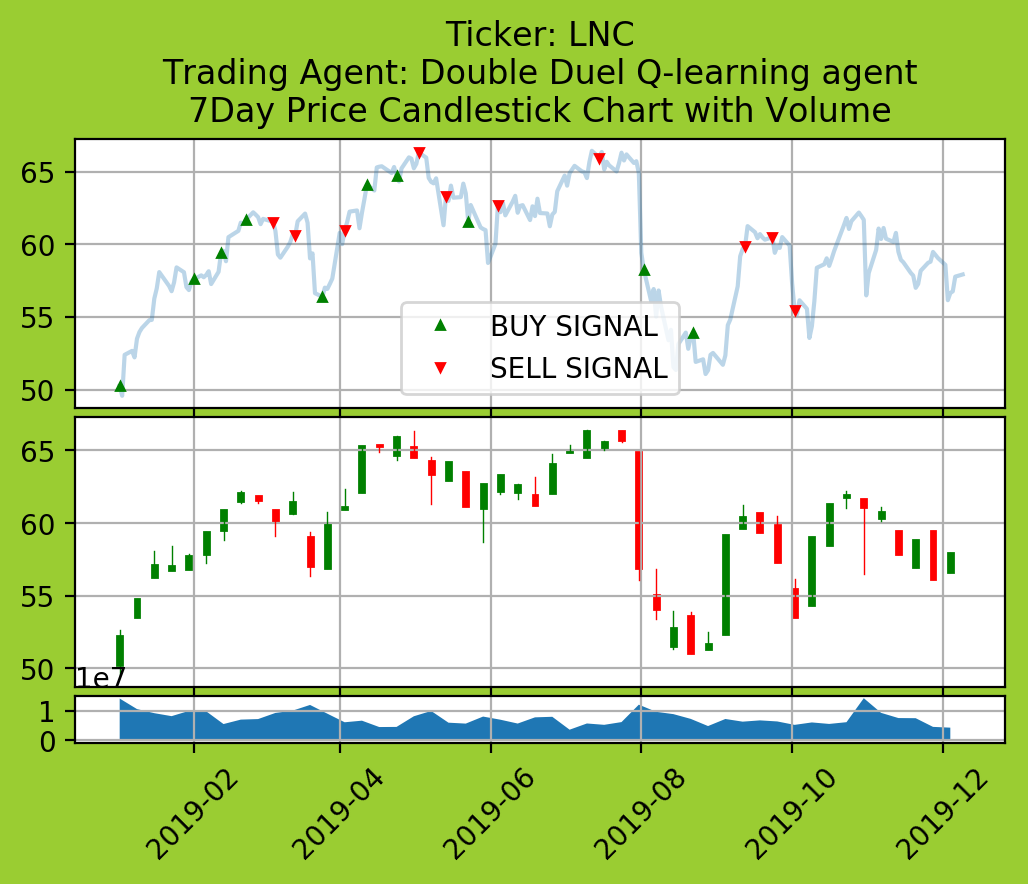 Ticker: LNC
Trading Agent: Double Duel Q-learning agent
7Day Price Candlestick Chart with Volume
65
60
55
50
BUY SIGNAL
SELL SIGNAL
65
60
55
50
1e7
1
0
2019-02
2019-04
2019-06
2019-08
2019-10
2019-12